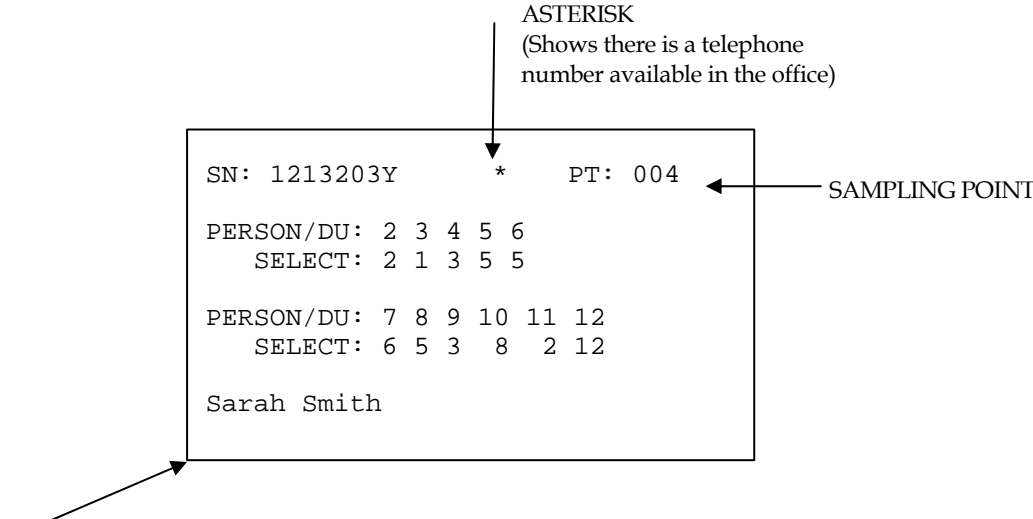 ASTERISK
(Shows there is a telephone
number available in the office)
SN: 1213203Y * PT: 004
SAMPLING POINT
PERSON/DU: 2 3 4 5 6
SELECT: 2 1 3 5 5
PERSON/DU: 7 8 9 10 11 12
SELECT: 6 5 3 8 2 12
Sarah Smith